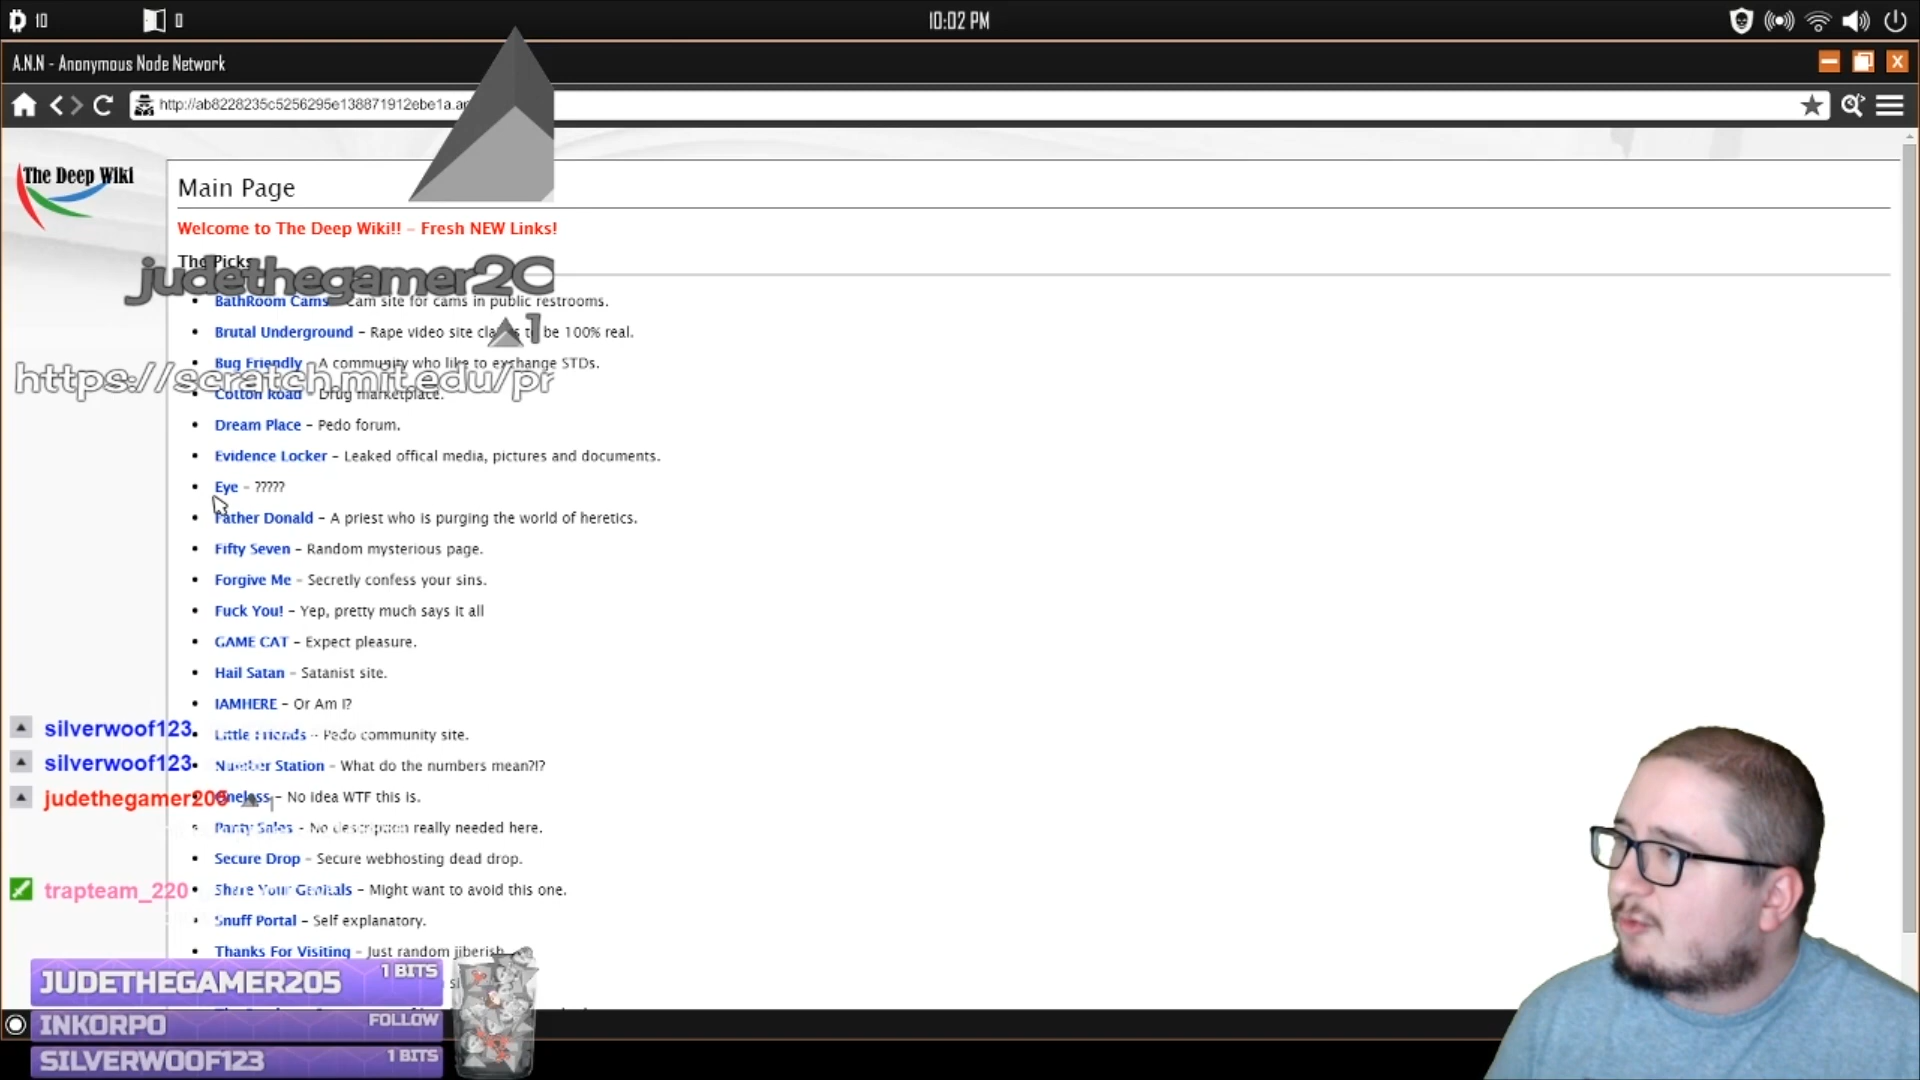 10
0
10:02 PM
A.N.N - Anonymous Node Network
http://ab8228235c5256295e138871912ebe1a.an
The Deep Wiki
Main Page
Welcome to The Deep Wiki!! - Fresh NEW Links!
The Picks
judethegamer20
BathRoom Cams - Cam site for cams in public restrooms.
1
Brutal Underground - Rape video site claims to be 100% real.
Bug Friendly - A community who like to exchange STDs.
https://scratch.mit.edu/pr
Cotton Road - Drug marketplace.
Dream Place - Pedo forum.
Evidence Locker - Leaked offical media, pictures and documents.
Eye - ?????
Father Donald - A priest who is purging the world of heretics.
Fifty Seven - Random mysterious page.
Forgive Me - Secretly confess your sins.
Fuck You! - Yep, pretty much says it all
GAME CAT - Expect pleasure.
Hail Satan - Satanist site.
IAMHERE - Or Am I?
silverwoof123
Little Friends - Pedo community site.
silverwoof123
Number Station - What do the numbers mean?!?
judethegamer205
1
- No idea WTF this is.
Panty Sales - No description really needed here.
Secure Drop - Secure webhosting dead drop.
trapteam_220
Share Your Genitals - Might want to avoid this one.
Snuff Portal - Self explanatory.
Thanks For Visiting - Just random jiberish
JUDETHEGAMER205
1 BITS
INKORPO
FOLLOW
SILVERWOOF123
1 BITS